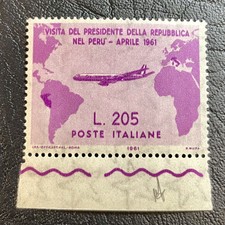 VISITA DEL PRESIDENTE DELLA REPUBBLICA
NEL PERU' - APRILE 1961
L. 205
POSTE ITALIANE
1961